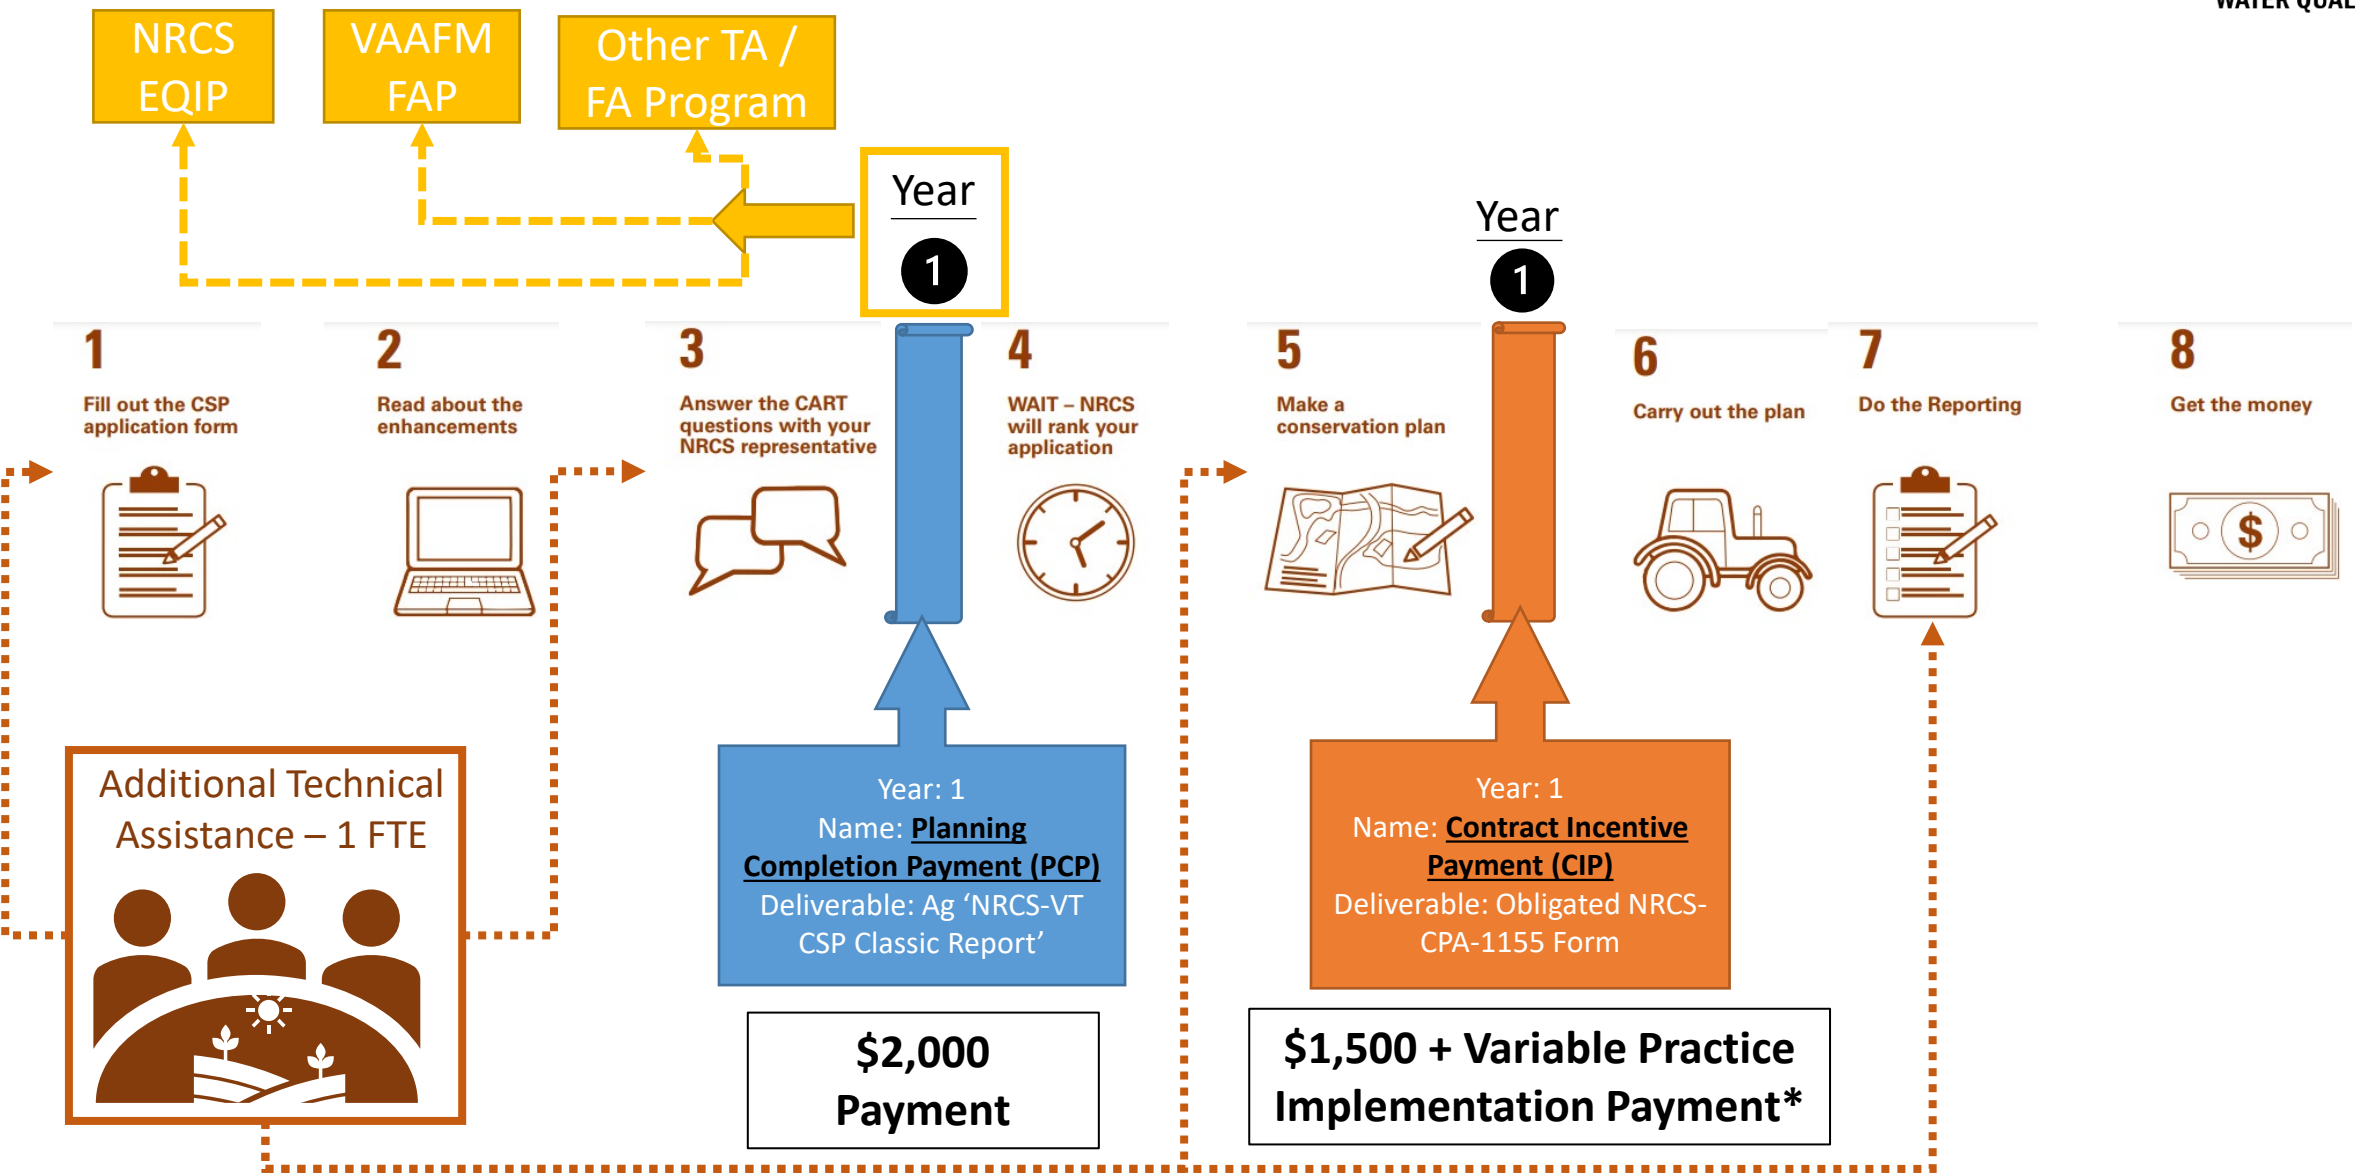 WATER QUAL
NRCS
EQIP
VAAFM
FAP
Other TA /
FA Program
Year
1
Year
1
1
Fill out the CSP
application form
2
Read about the
enhancements
3
Answer the CART
questions with your
NRCS representative
4
WAIT – NRCS
will rank your
application
5
Make a
conservation plan
6
Carry out the plan
7
Do the Reporting
8
Get the money
$
Additional Technical
Assistance – 1 FTE
Year: 1
Name: Planning
Completion Payment (PCP)
Deliverable: Ag ‘NRCS-VT
CSP Classic Report’
$2,000
Payment
Year: 1
Name: Contract Incentive
Payment (CIP)
Deliverable: Obligated NRCS-
CPA-1155 Form
$1,500 + Variable Practice
Implementation Payment*